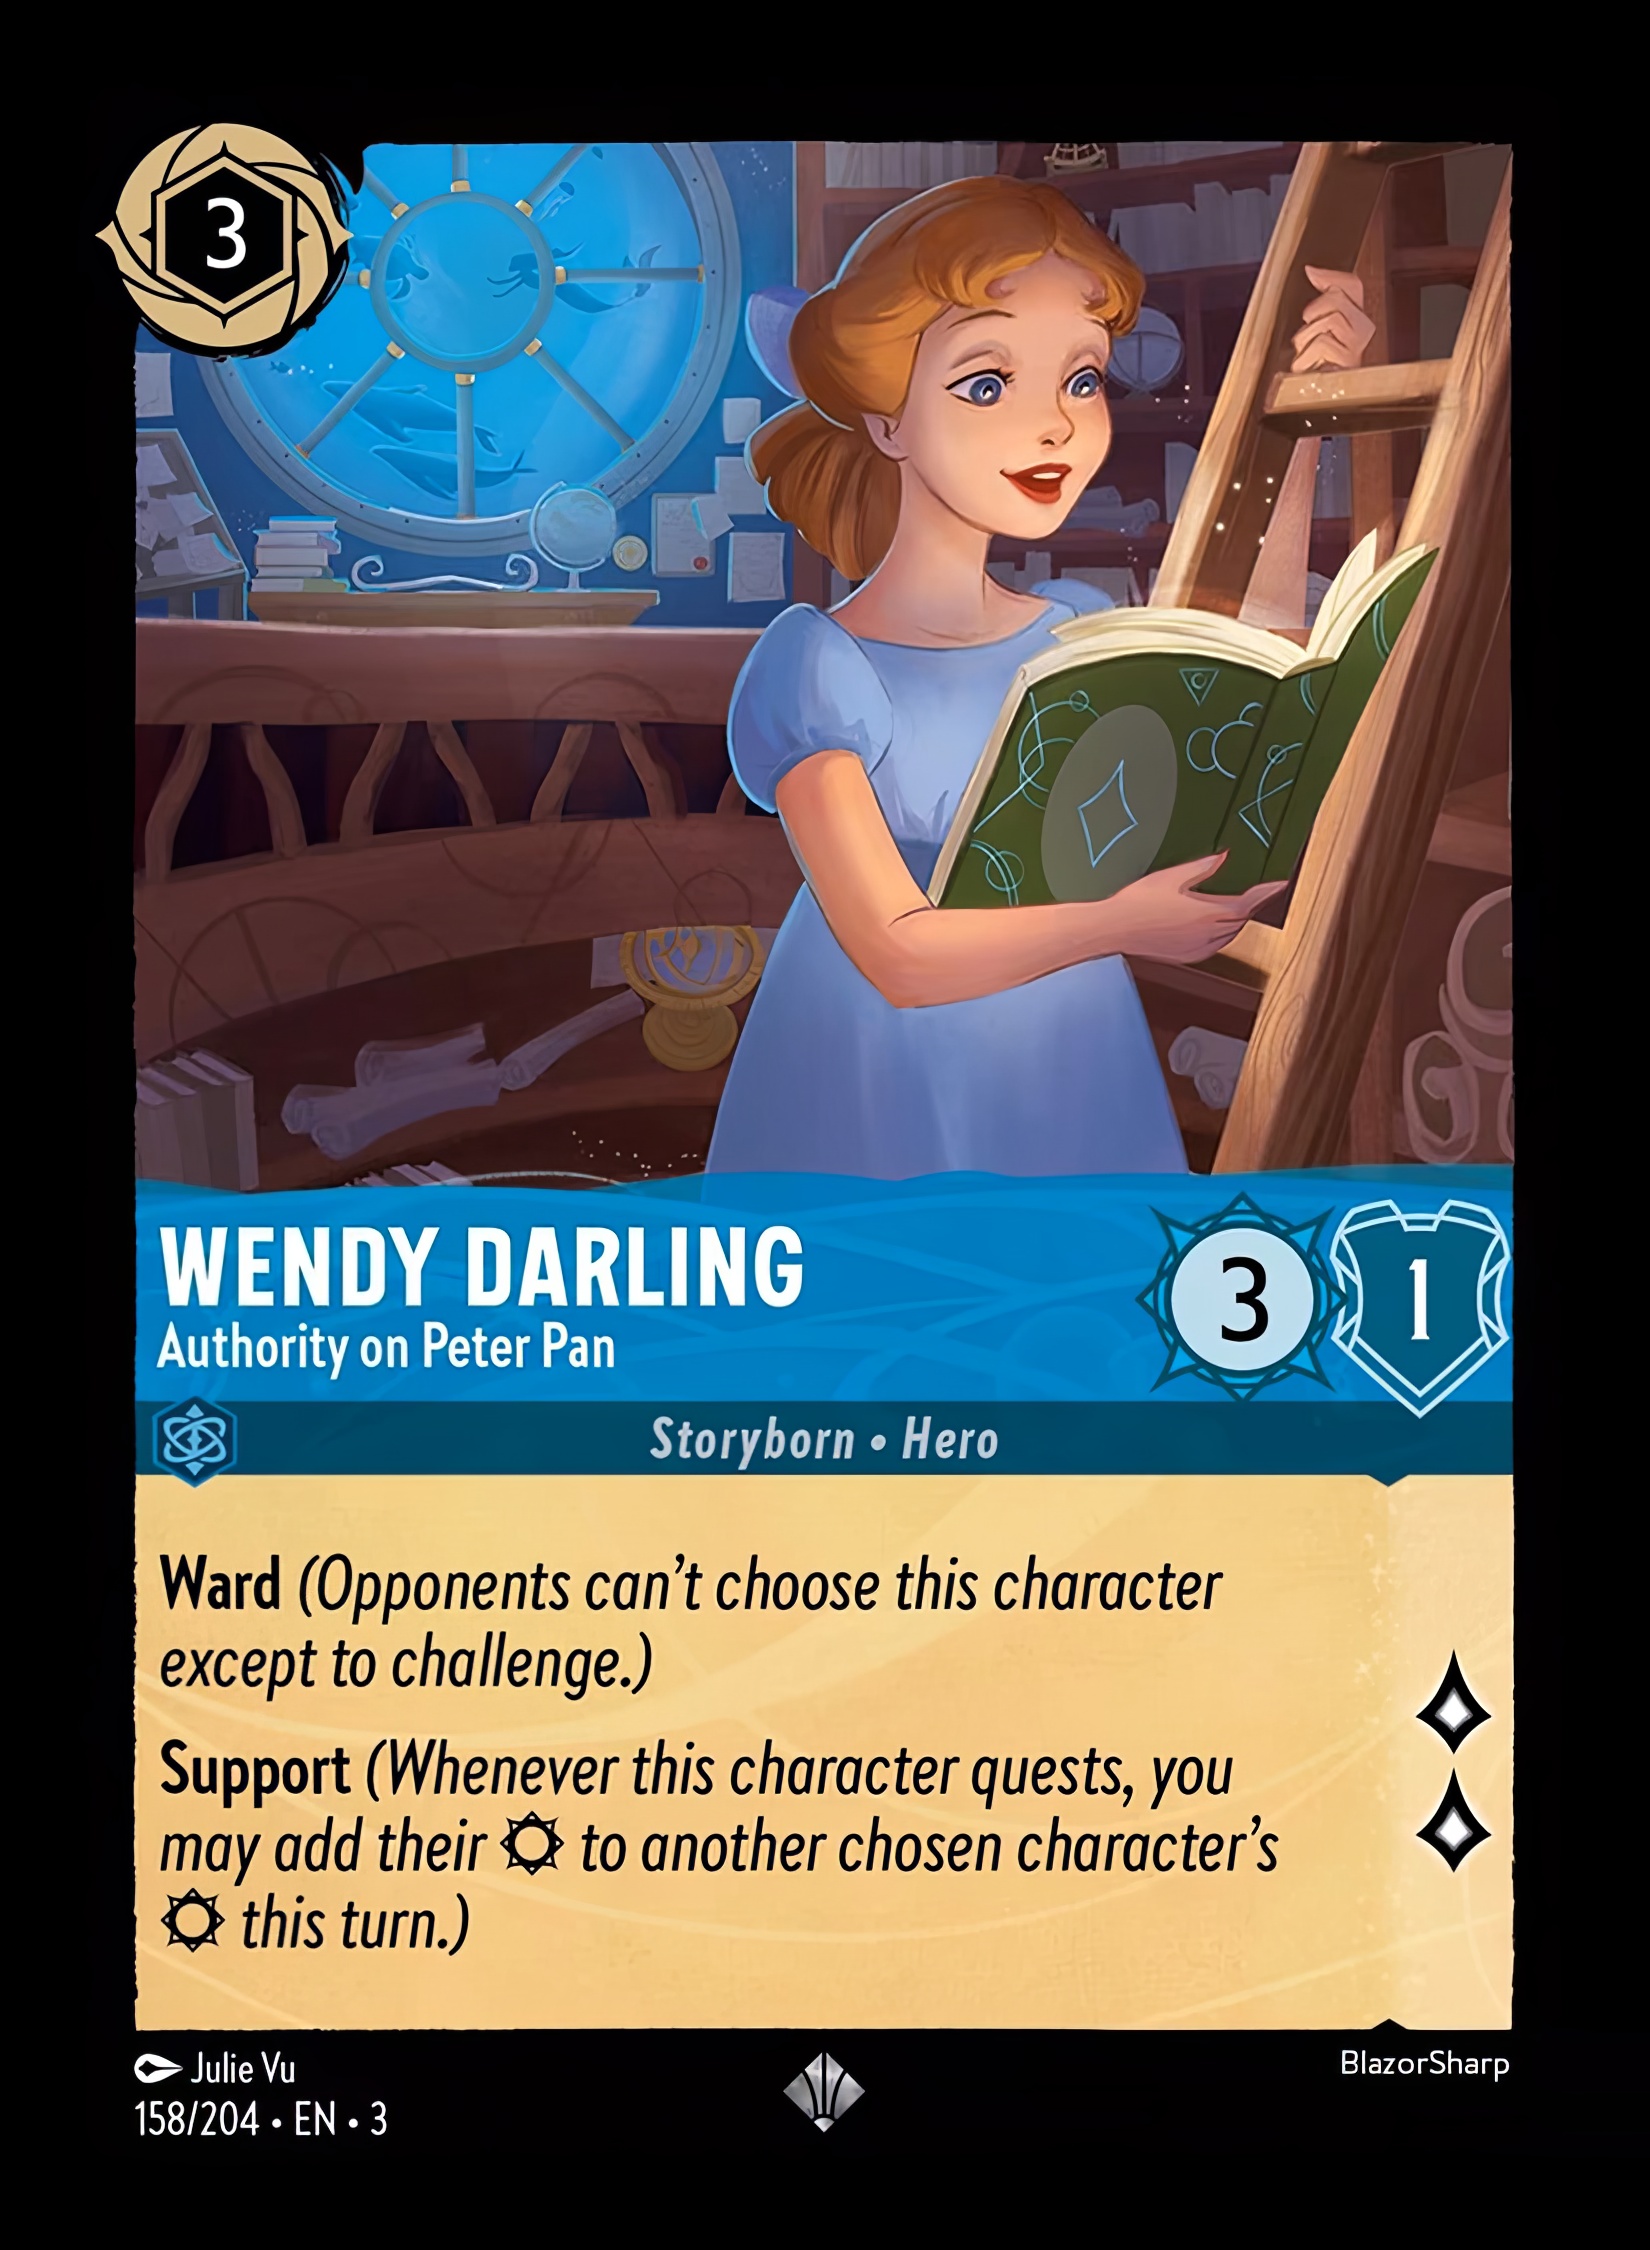 3
WENDY DARLING
Authority on Peter Pan
3
1
Storyborn • Hero
Ward (Opponents can't choose this character
except to challenge.)
Support (Whenever this character quests, you
may add their to another chosen character's
this turn.)
Julie Vu
BlazorSharp
158/204 • EN • 3